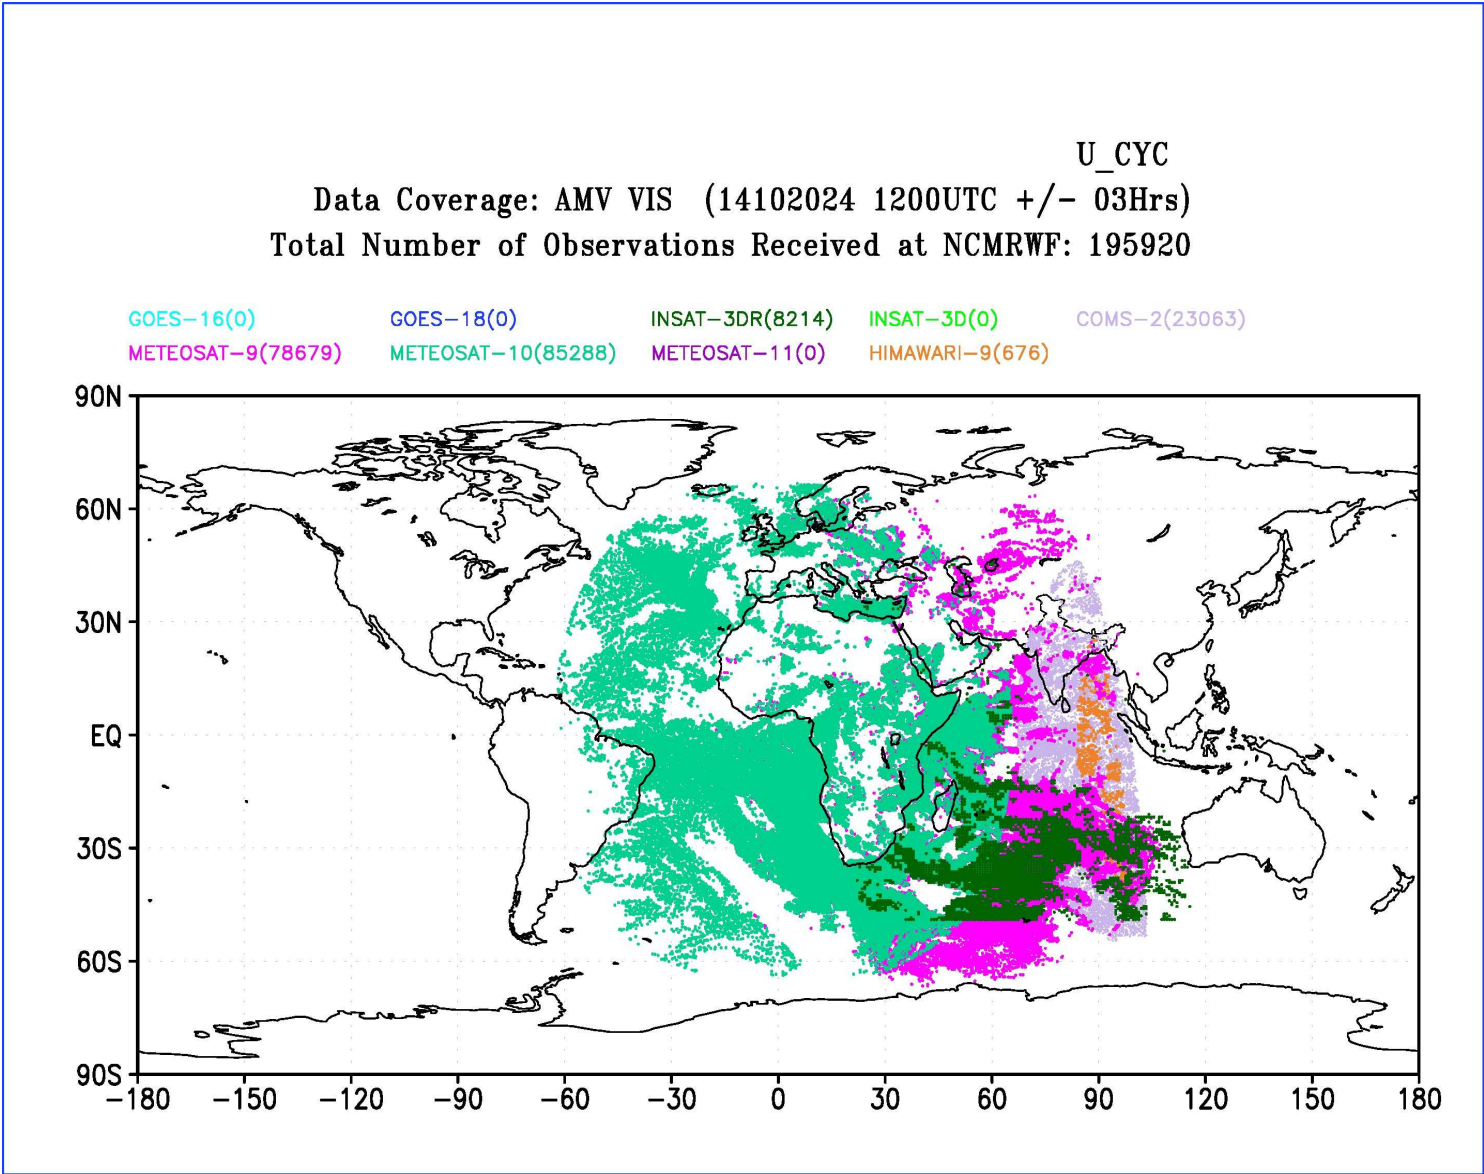 U_CYC
Data Coverage: AMV VIS (14102024 1200UTC +/- 03Hrs)
Total Number of Observations Received at NCMRWF: 195920
GOES-16(0) GOES-18(0) INSAT-3DR(8214) INSAT-3D(0) COMS-2(23063)
METEOSAT-9(78679) METEOSAT-10(85288) METEOSAT-11(0) HIMAWARI-9(676)
90N
60N
30N
EQ
30S
60S
90S
-180 -150 -120 -90 -60 -30 0 30 60 90 120 150 180